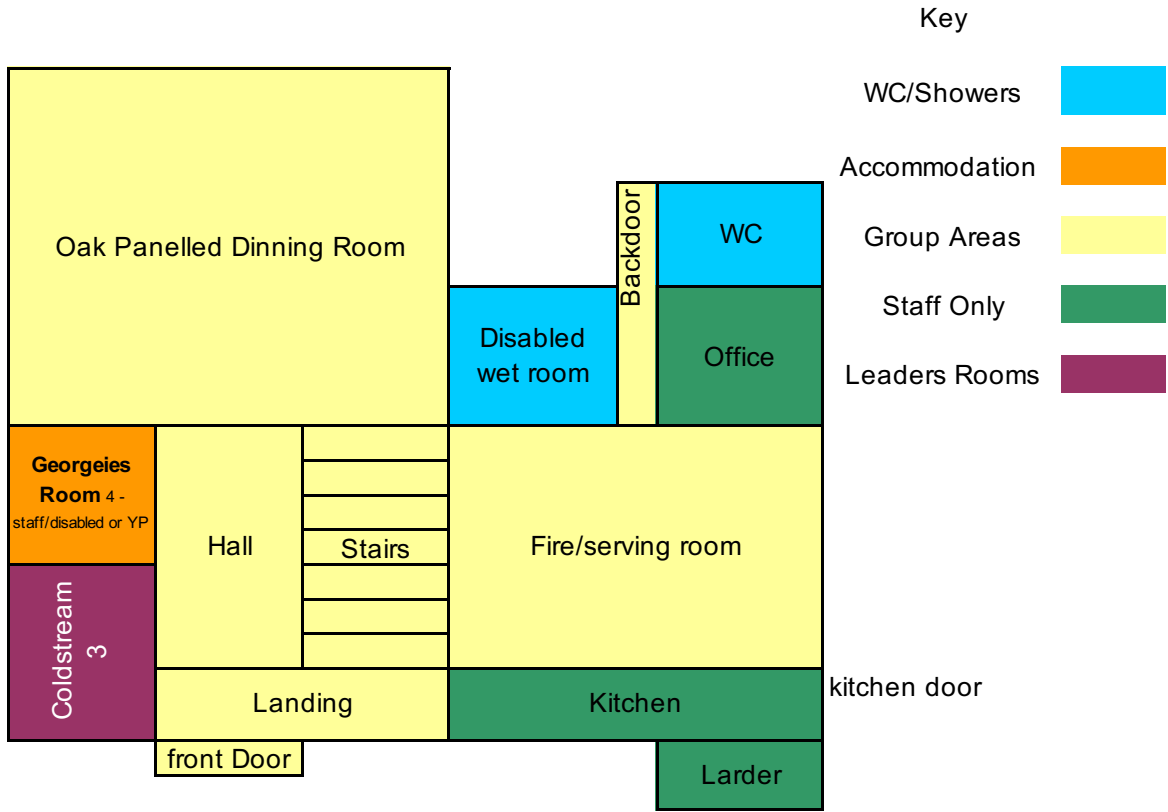 Key
WC/Showers
Accommodation
Group Areas
Staff Only
Leaders Rooms
Oak Panelled Dinning Room
Backdoor
WC
Disabled
wet room
Office
Georgeies
Room 4 -
staff/disabled or YP
Hall
Stairs
Fire/serving room
Coldstream
3
Landing
Kitchen
kitchen door
front Door
Larder